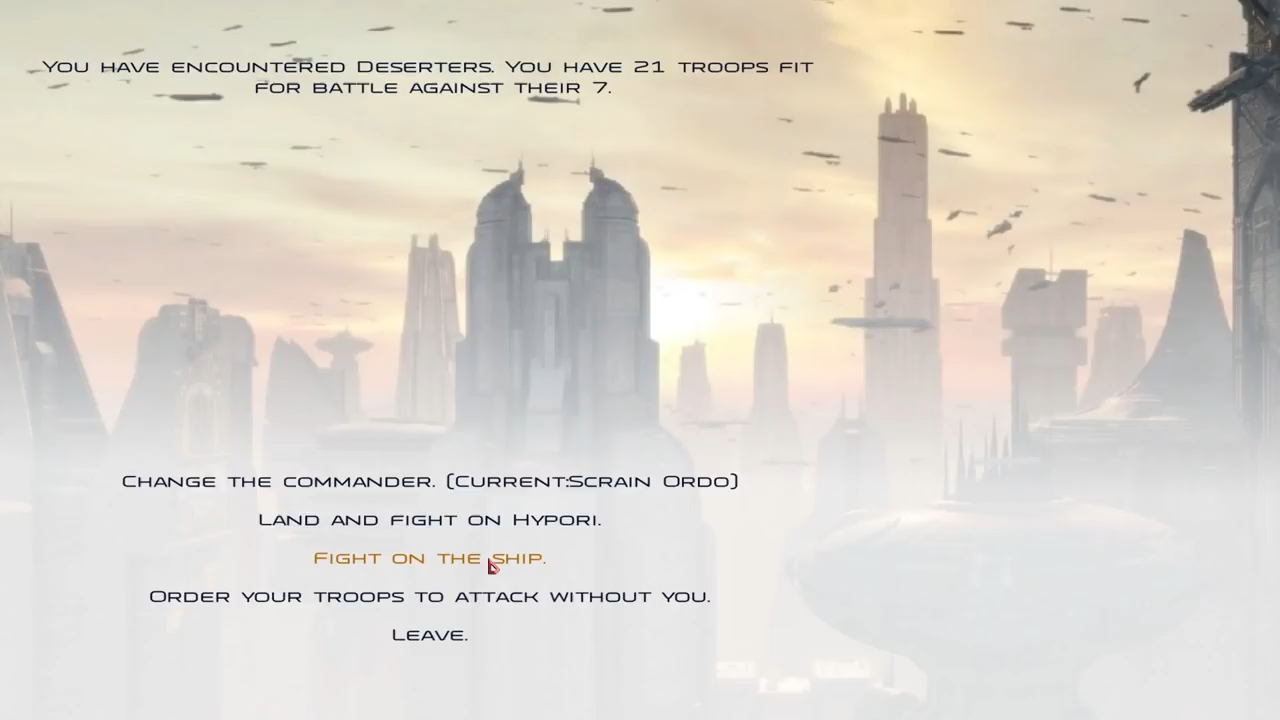 You have encountered Deserters. You have 21 troops fit
for battle against their 7.
Change the commander. (Current:Scrain Ordo)
Land and fight on Hypori.
Fight on the ship.
Order your troops to attack without you.
Leave.